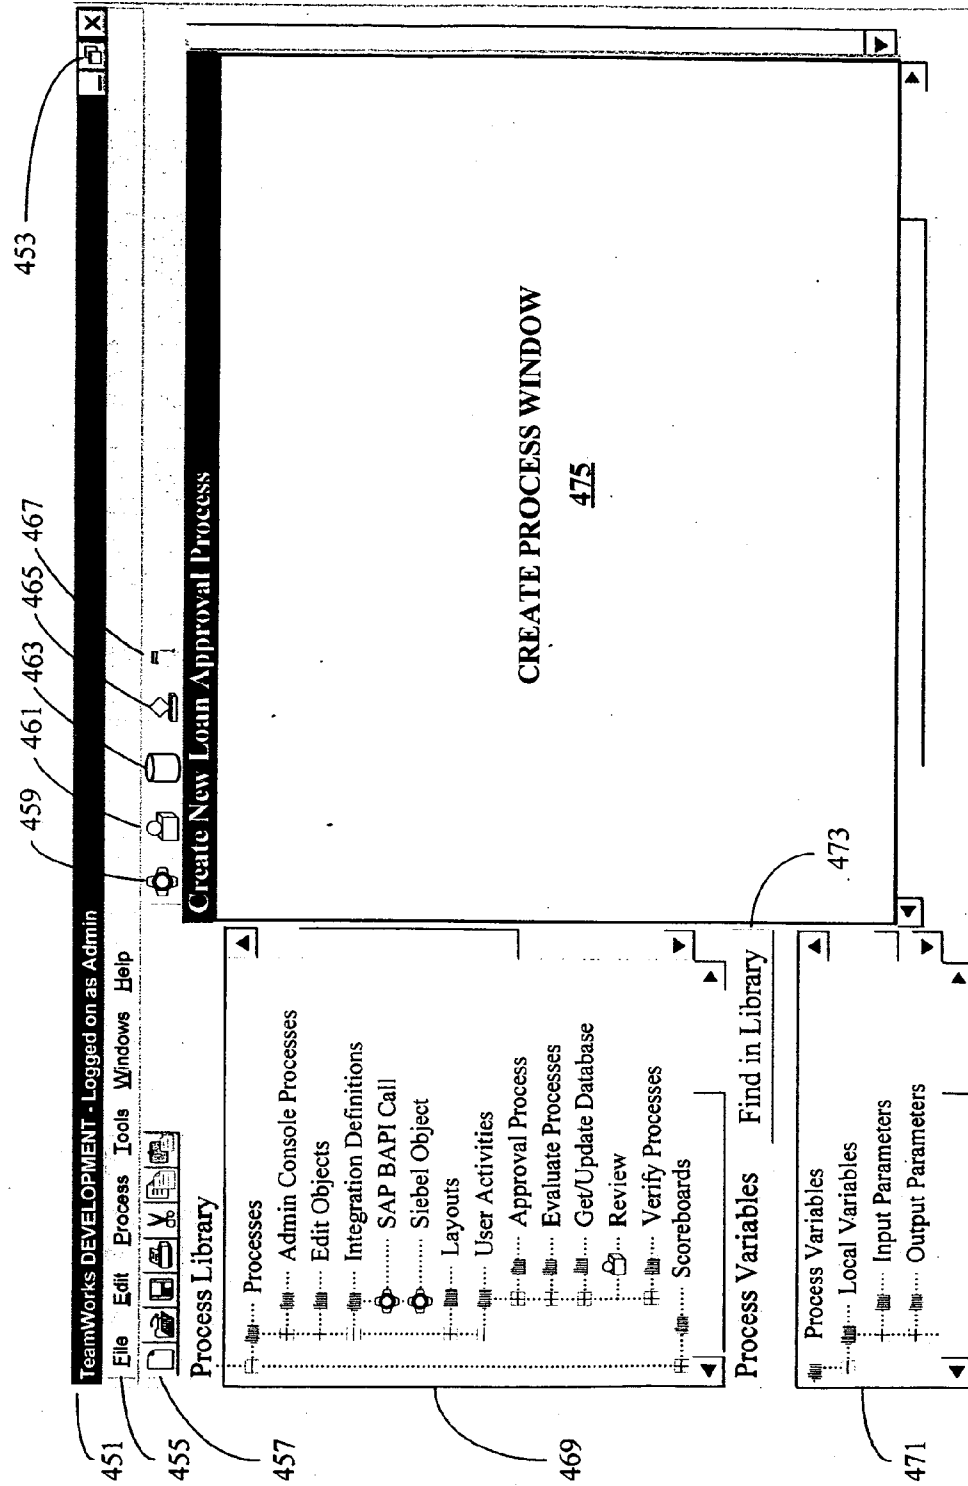 453
TeamWorks DEVELOPMENT - Logged on as Admin
451
File Edit Process Tools Windows Help
455
457
459
461
463
465
467
Process Library
Create New Loan Approval Process
Processes
Admin Console Processes
Edit Objects
Integration Definitions
SAP BAPI Call
Siebel Object
Layouts
User Activities
Approval Process
Evaluate Processes
Get/Update Database
Review
Verify Processes
Scoreboards
469
CREATE PROCESS WINDOW
475
Process Variables
Find in Library
473
Process Variables
Local Variables
Input Parameters
Output Parameters
471